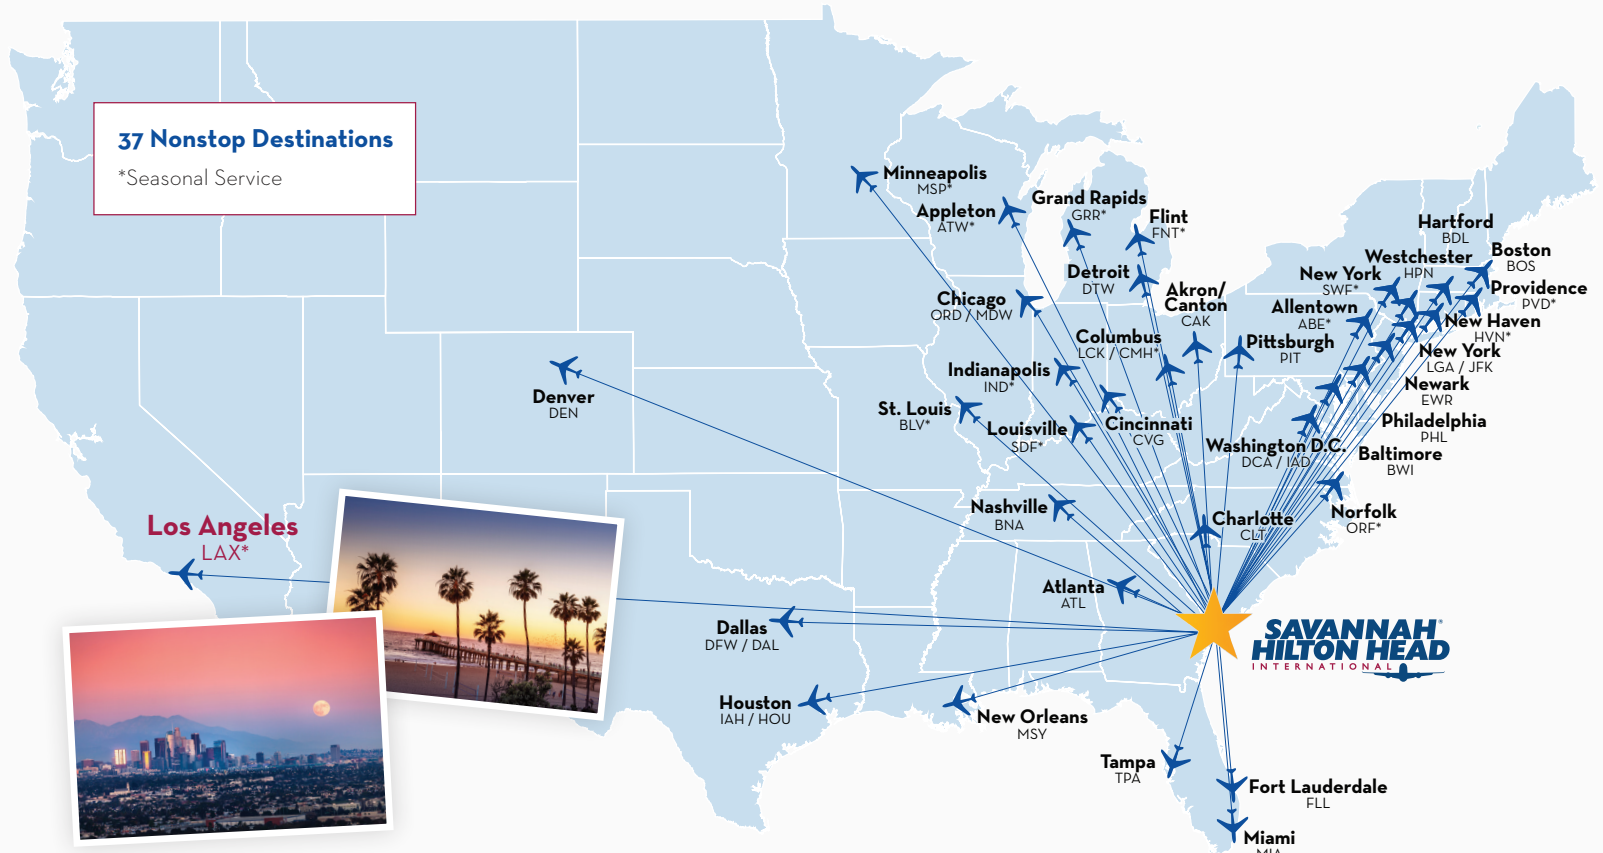 37 Nonstop Destinations
*Seasonal Service
Minneapolis
MSP*
Appleton
ATW*
Grand Rapids
GRR*
Flint
FNT*
Detroit
DTW
Chicago
ORD / MDW
Akron/
Canton
CAK
Columbus
LCK / CMH*
Indianapolis
IND*
St. Louis
BLV*
Louisville
SDF*
Cincinnati
CVG
Pittsburgh
PIT
Hartford
BDL
Westchester
HPN
Boston
BOS
New York
SWF*
Providence
PVD*
Allentown
ABE*
New Haven
HVN*
New York
LGA / JFK
Newark
EWR
Philadelphia
PHL
Washington D.C.
DCA / IAD
Baltimore
BWI
Norfolk
ORF*
Denver
DEN
Nashville
BNA
Charlotte
CLT
Los Angeles
LAX*
Atlanta
ATL
Dallas
DFW / DAL
SAVANNAH®
HILTON HEAD
INTERNATIONAL
Houston
IAH / HOU
New Orleans
MSY
Tampa
TPA
Fort Lauderdale
FLL
Miami
MIA